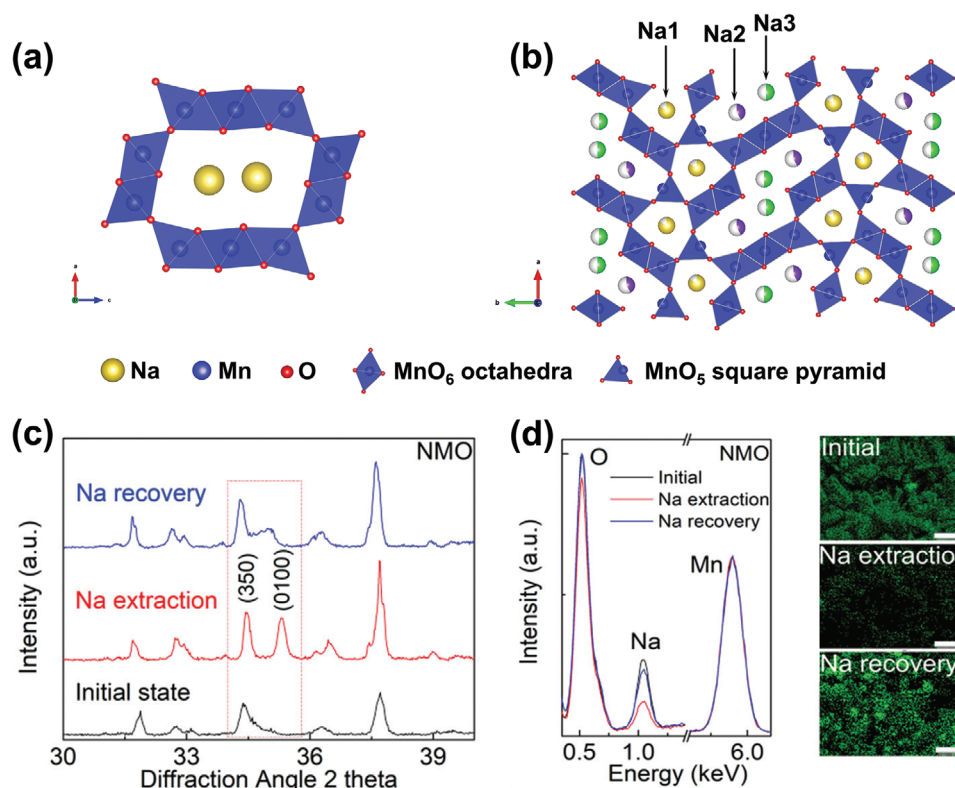 (a)
a
c
(b)
Na1
Na2
Na3
a
b
Na
Mn
O
MnO6 octahedra
MnO5 square pyramid
(c)
NMO
Na recovery
(350)
(0100)
Na extraction
Initial state
Intensity (a.u.)
30 33 36 39
Diffraction Angle 2 theta
(d)
O
NMO
Initial
Na extraction
Na recovery
Na
Mn
Intensity (a.u.)
0.5 1.0 6.0
Energy (keV)
Initial
Na extraction
Na recovery